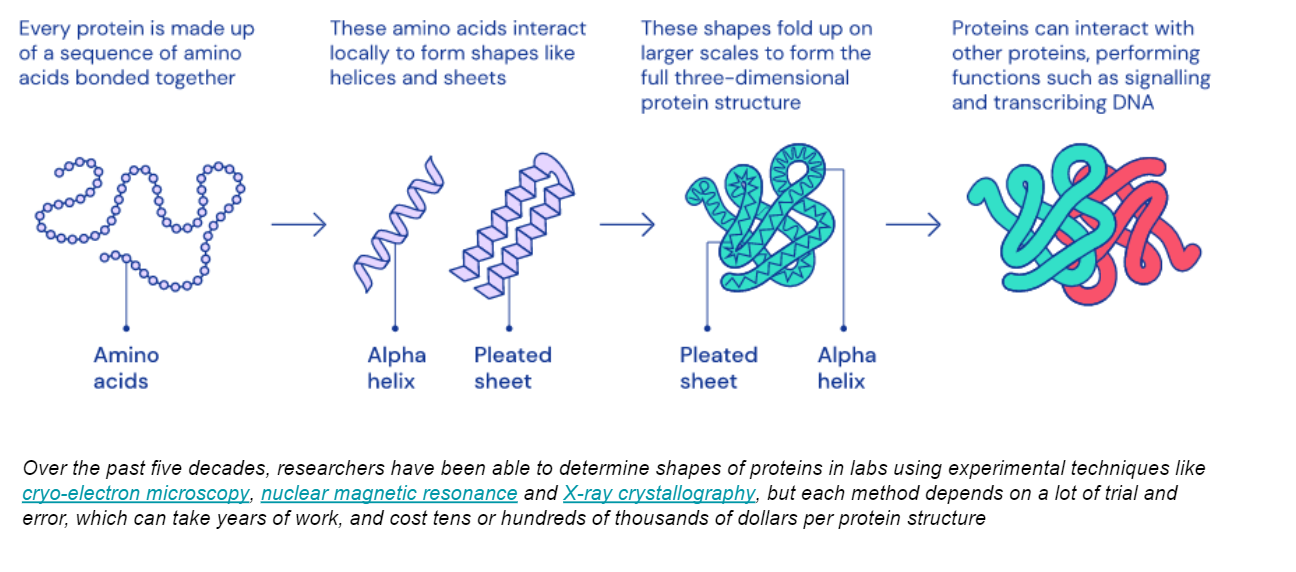 Every protein is made up
of a sequence of amino
acids bonded together
These amino acids interact
locally to form shapes like
helices and sheets
These shapes fold up on
larger scales to form the
full three-dimensional
protein structure
Proteins can interact with
other proteins, performing
functions such as signalling
and transcribing DNA
Amino
acids
Alpha
helix
Pleated
sheet
Pleated
sheet
Alpha
helix
Over the past five decades, researchers have been able to determine shapes of proteins in labs using experimental techniques like
cryo-electron microscopy, nuclear magnetic resonance and X-ray crystallography, but each method depends on a lot of trial and
error, which can take years of work, and cost tens or hundreds of thousands of dollars per protein structure